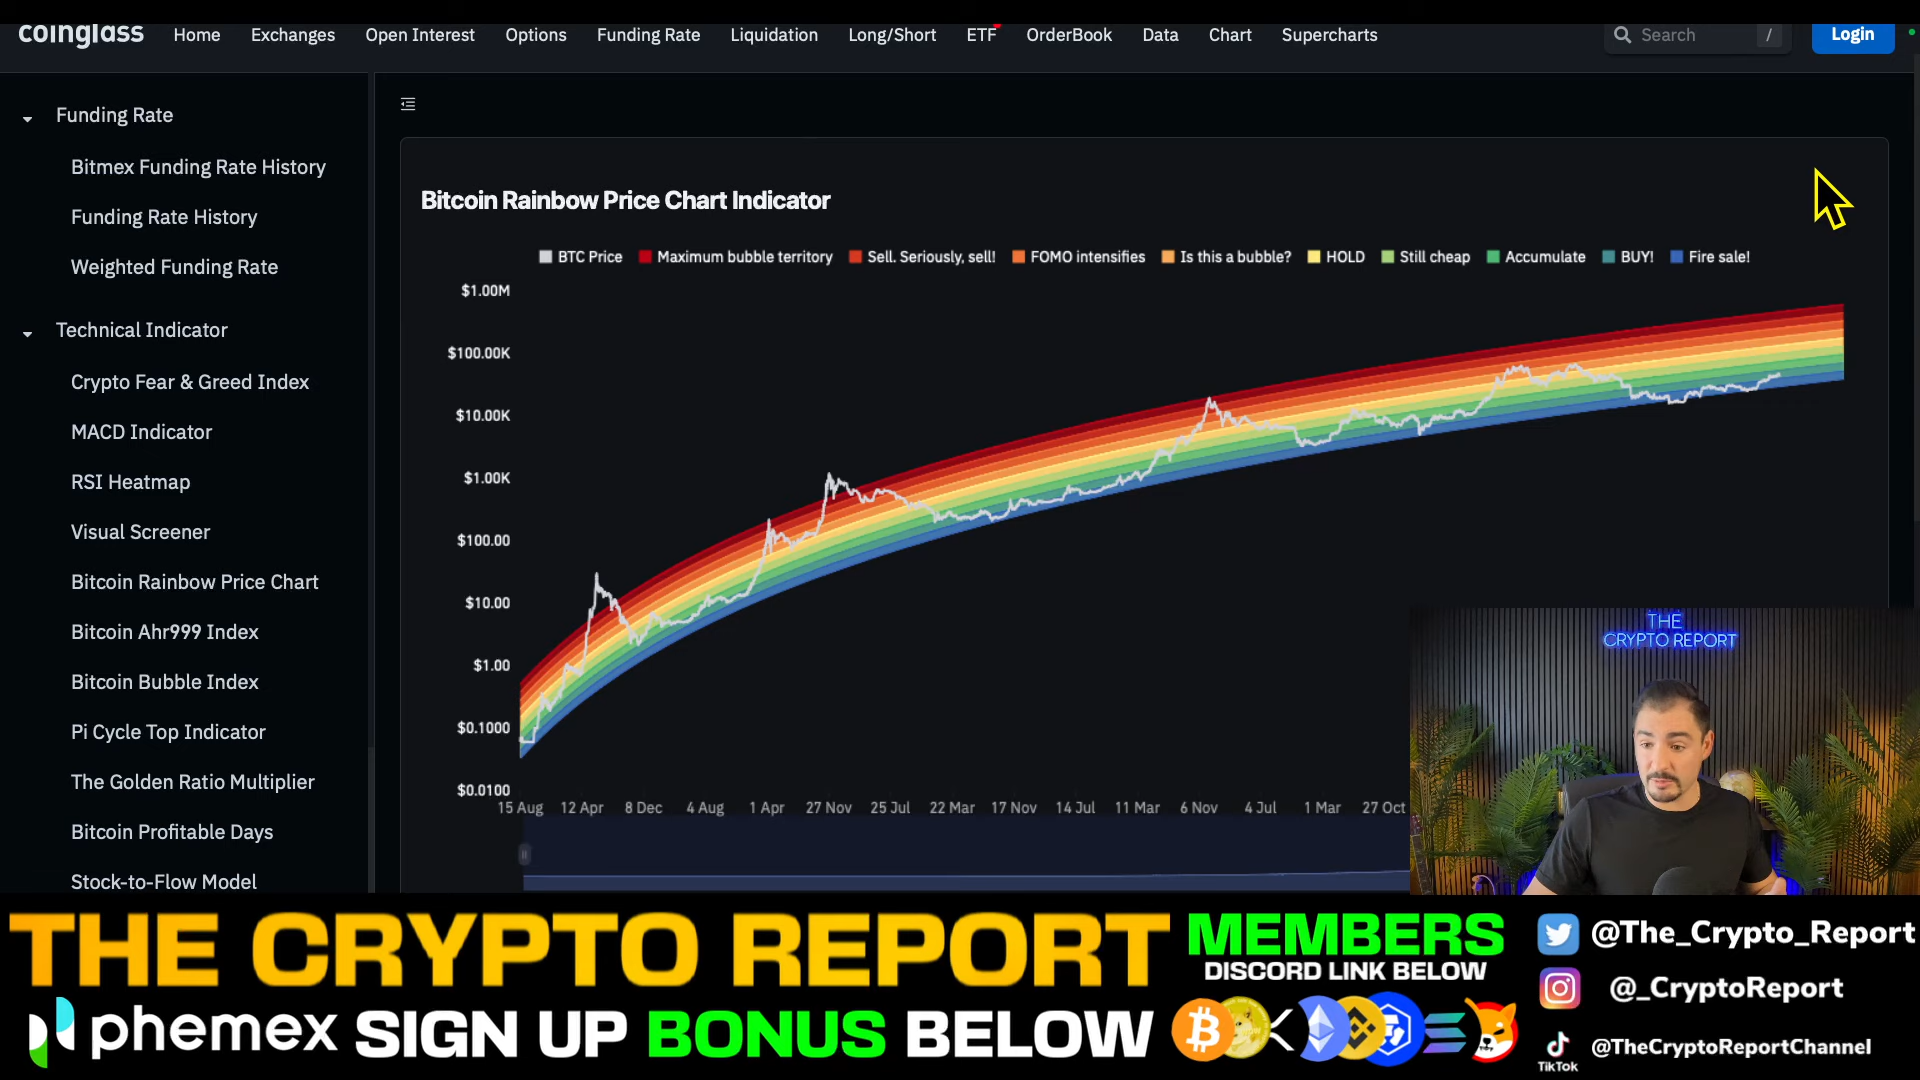 coinglass Home Exchanges Open Interest Options Funding Rate Liquidation Long/Short ETF OrderBook Data Chart Supercharts Search / Login
Funding Rate
Bitmex Funding Rate History
Funding Rate History
Weighted Funding Rate
Technical Indicator
Crypto Fear & Greed Index
MACD Indicator
RSI Heatmap
Visual Screener
Bitcoin Rainbow Price Chart
Bitcoin Ahr999 Index
Bitcoin Bubble Index
Pi Cycle Top Indicator
The Golden Ratio Multiplier
Bitcoin Profitable Days
Stock-to-Flow Model
Bitcoin Rainbow Price Chart Indicator
BTC Price Maximum bubble territory Sell. Seriously, sell! FOMO intensifies Is this a bubble? HOLD Still cheap Accumulate BUY! Fire sale!
$1.00M
$100.00K
$10.00K
$1.00K
$100.00
$10.00
$1.00
$0.1000
$0.0100
15 Aug 12 Apr 8 Dec 4 Aug 1 Apr 27 Nov 25 Jul 22 Mar 17 Nov 14 Jul 11 Mar 6 Nov 4 Jul 1 Mar 27 Oct
THE
CRYPTO REPORT
THE CRYPTO REPORT
MEMBERS
DISCORD LINK BELOW
phemex SIGN UP BONUS BELOW
@The_Crypto_Report
@_CryptoReport
TikTok @TheCryptoReportChannel